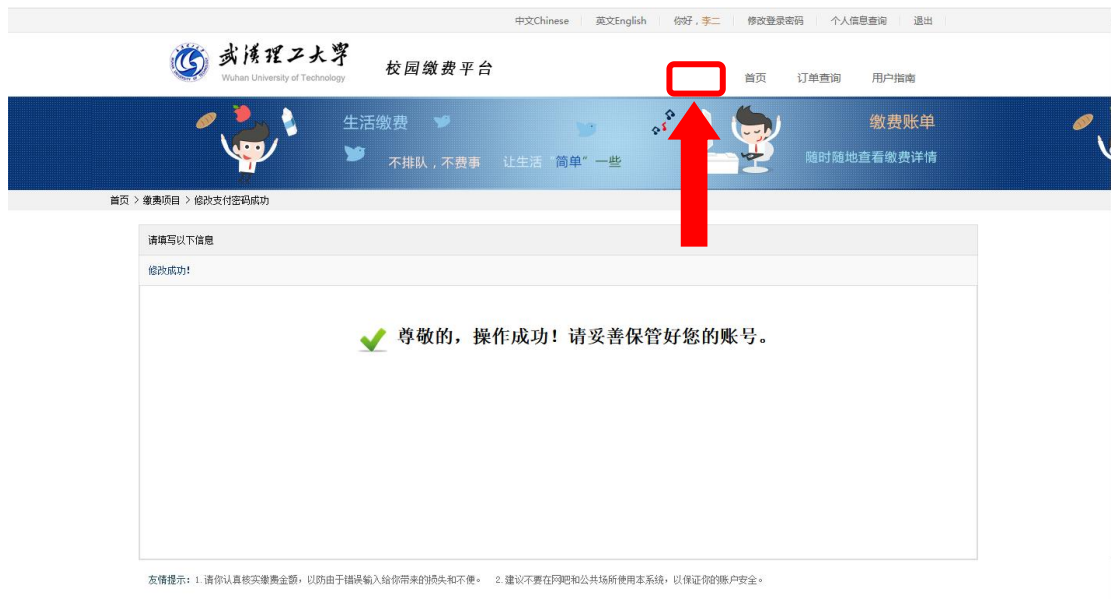 中文Chinese 英文English 你好，李二 修改登录密码 个人信息查询 退出
武漢理工大学
Wuhan University of Technology
校园缴费平台
首页 订单查询 用户指南
生活缴费
不排队，不费事 让生活“简单”一些
缴费账单
随时随地查看缴费详情
首页 > 缴费项目 > 修改支付密码成功
请填写以下信息
修改成功!
尊敬的，操作成功！请妥善保管好您的账号。
友情提示：1.请你认真核实缴费金额，以防由于错误输入给你带来的损失和不便。 2.建议不要在网吧和公共场所使用本系统，以保证你的账户安全。